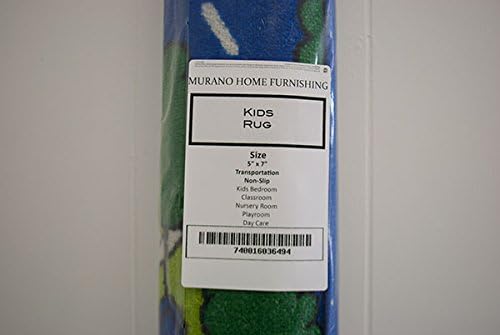 MURANO HOME FURNISHING
KIDS
RUG
Size
5" x 7"
Transportation
Non-Slip
Kids Bedroom
Classroom
Nursery Room
Playroom
Day Care
740016036494